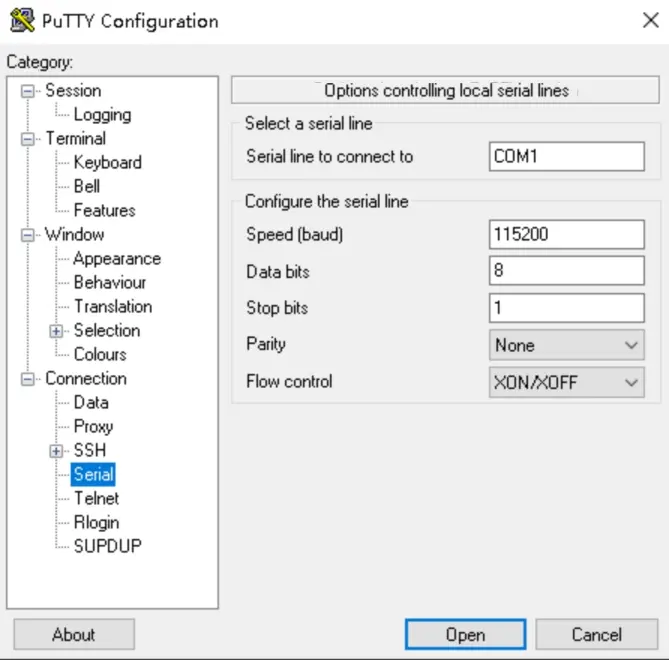 PuTTY Configuration
Category:
Session
Logging
Terminal
Keyboard
Bell
Features
Window
Appearance
Behaviour
Translation
Selection
Colours
Connection
Data
Proxy
SSH
Serial
Telnet
Rlogin
SUPDUP
Options controlling local serial lines
Select a serial line
Serial line to connect to COM1
Configure the serial line
Speed (baud) 115200
Data bits 8
Stop bits 1
Parity None
Flow control XON/XOFF
About Open Cancel